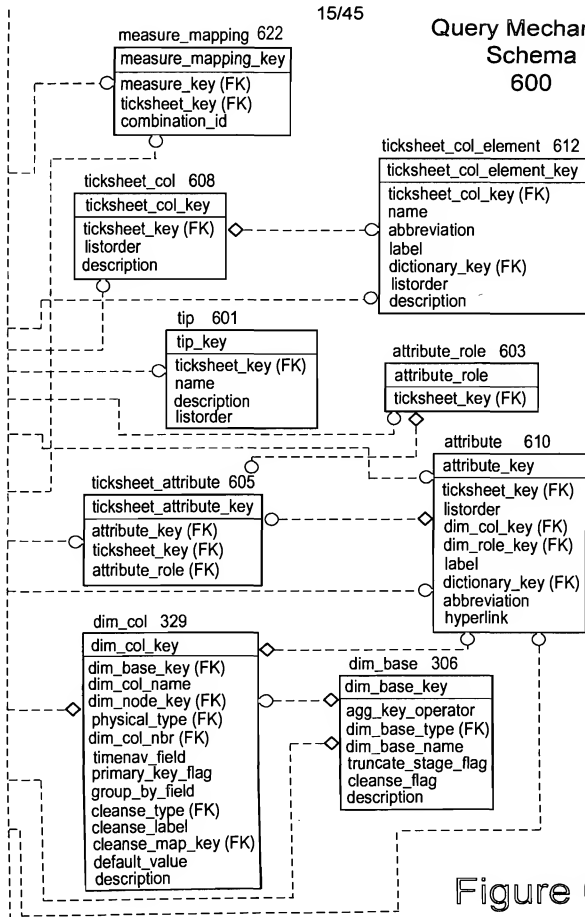 15/45
Query Mechan
Schema
600
measure_mapping 622
measure_mapping_key
measure_key (FK)
ticksheet_key (FK)
combination_id
ticksheet_col_element 612
ticksheet_col_element_key
ticksheet_col_key (FK)
name
abbreviation
label
dictionary_key (FK)
listorder
description
ticksheet_col 608
ticksheet_col_key
ticksheet_key (FK)
listorder
description
tip 601
tip_key
ticksheet_key (FK)
name
description
listorder
attribute_role 603
attribute_role
ticksheet_key (FK)
attribute 610
attribute_key
ticksheet_key (FK)
listorder
dim_col_key (FK)
dim_role_key (FK)
label
dictionary_key (FK)
abbreviation
hyperlink
ticksheet_attribute 605
ticksheet_attribute_key
attribute_key (FK)
ticksheet_key (FK)
attribute_role (FK)
dim_col 329
dim_col_key
dim_base_key (FK)
dim_col_name
dim_node_key (FK)
physical_type (FK)
dim_col_nbr (FK)
timenav_field
primary_key_flag
group_by_field
cleanse_type (FK)
cleanse_label
cleanse_map_key (FK)
default_value
description
dim_base 306
dim_base_key
agg_key_operator
dim_base_type (FK)
dim_base_name
truncate_stage_flag
cleanse_flag
description
Figure